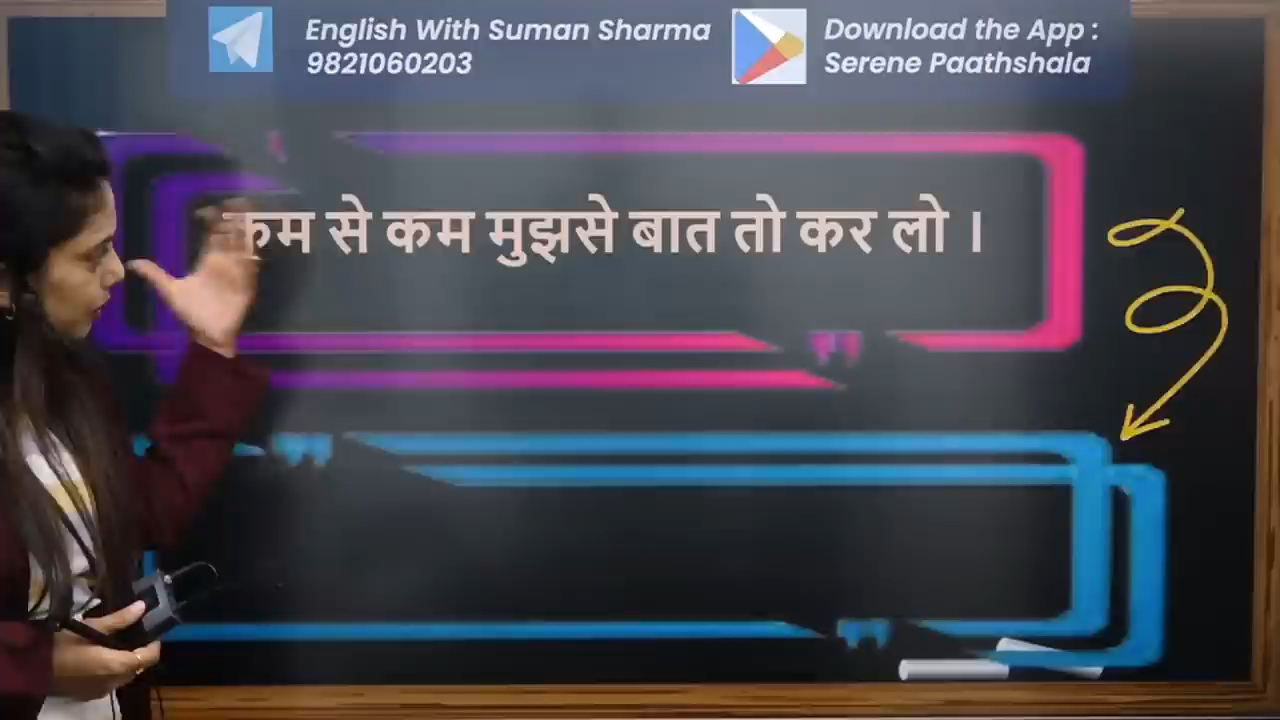 English With Suman Sharma
9821060203
Download the App :
Serene Paathshala
कम से कम मुझसे बात तो कर लो ।